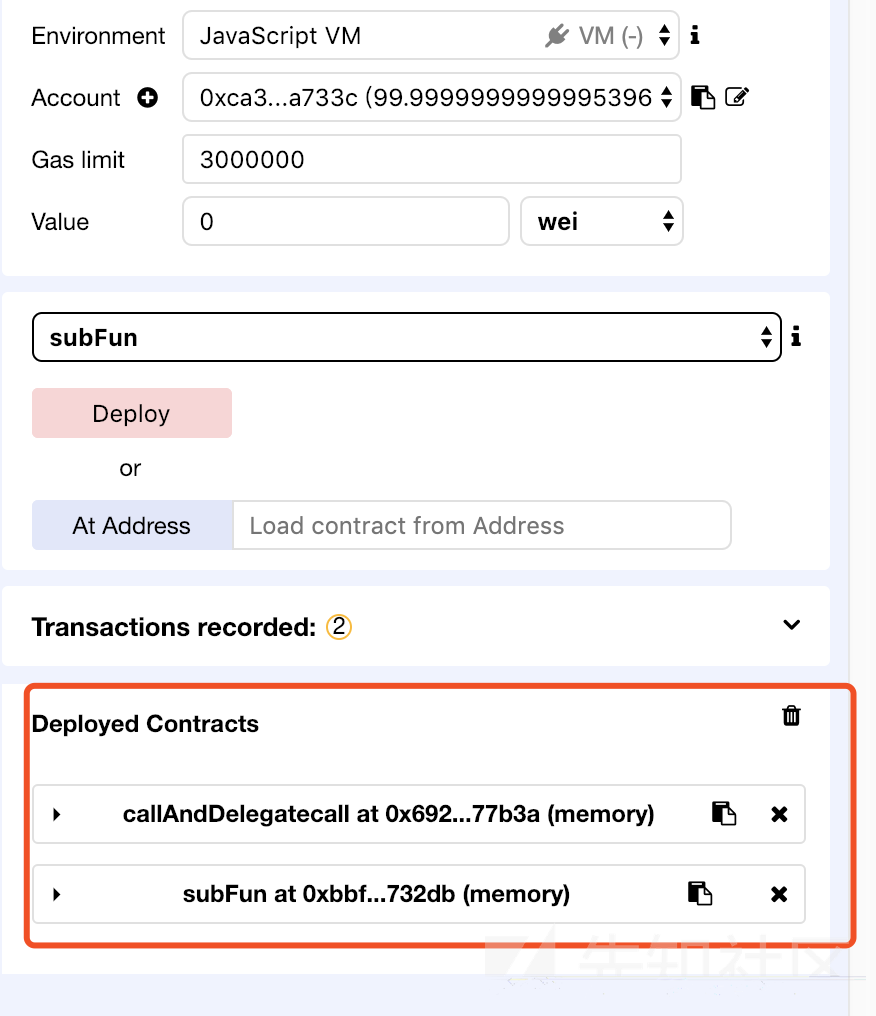 Environment JavaScript VM VM (-)
Account 0xca3...a733c (99.9999999999995396
Gas limit 3000000
Value 0 wei
subFun
Deploy
or
At Address Load contract from Address
Transactions recorded: 2
Deployed Contracts
callAndDelegatecall at 0x692...77b3a (memory)
subFun at 0xbbf...732db (memory)
先知社区